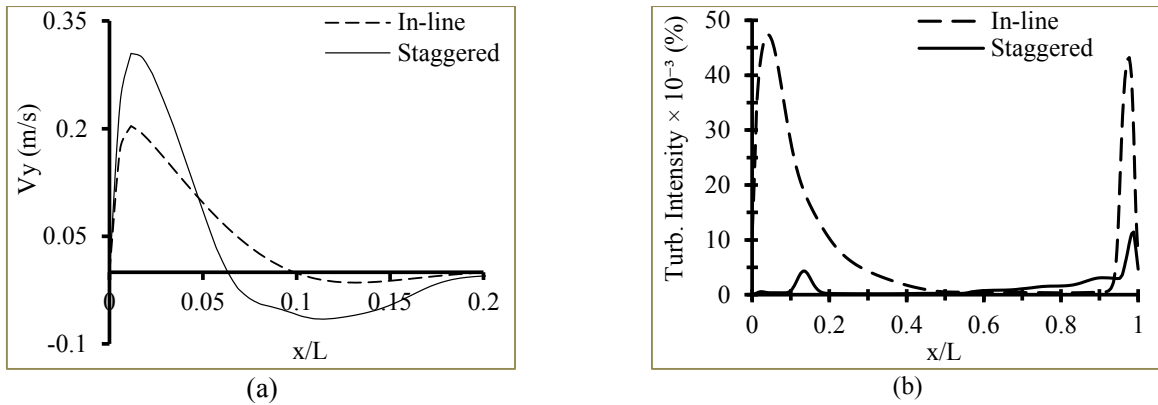 0.35
0.2
0.05
-0.1
Vy (m/s)
In-line
Staggered
0
0.05
0.1
0.15
0.2
x/L
(a)
50
40
30
20
10
0
Turb. Intensity × 10⁻³ (%)
In-line
Staggered
0
0.2
0.4
0.6
0.8
1
x/L
(b)